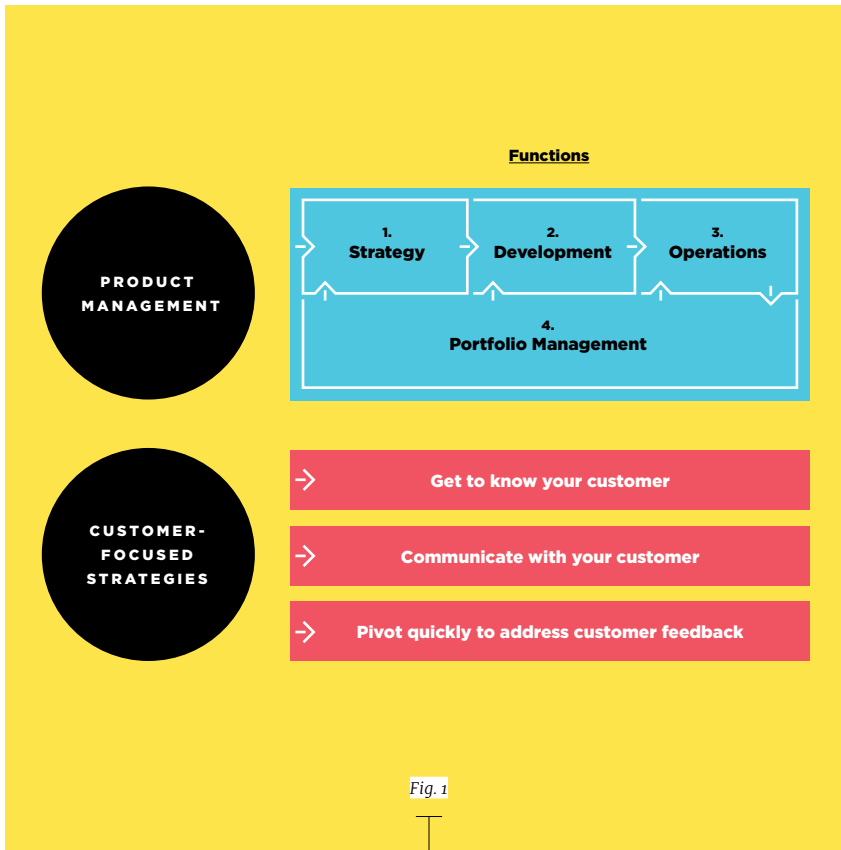 Functions
PRODUCT
MANAGEMENT
1.
Strategy
2.
Development
3.
Operations
4.
Portfolio Management
CUSTOMER-
FOCUSED
STRATEGIES
Get to know your customer
Communicate with your customer
Pivot quickly to address customer feedback
Fig. 1